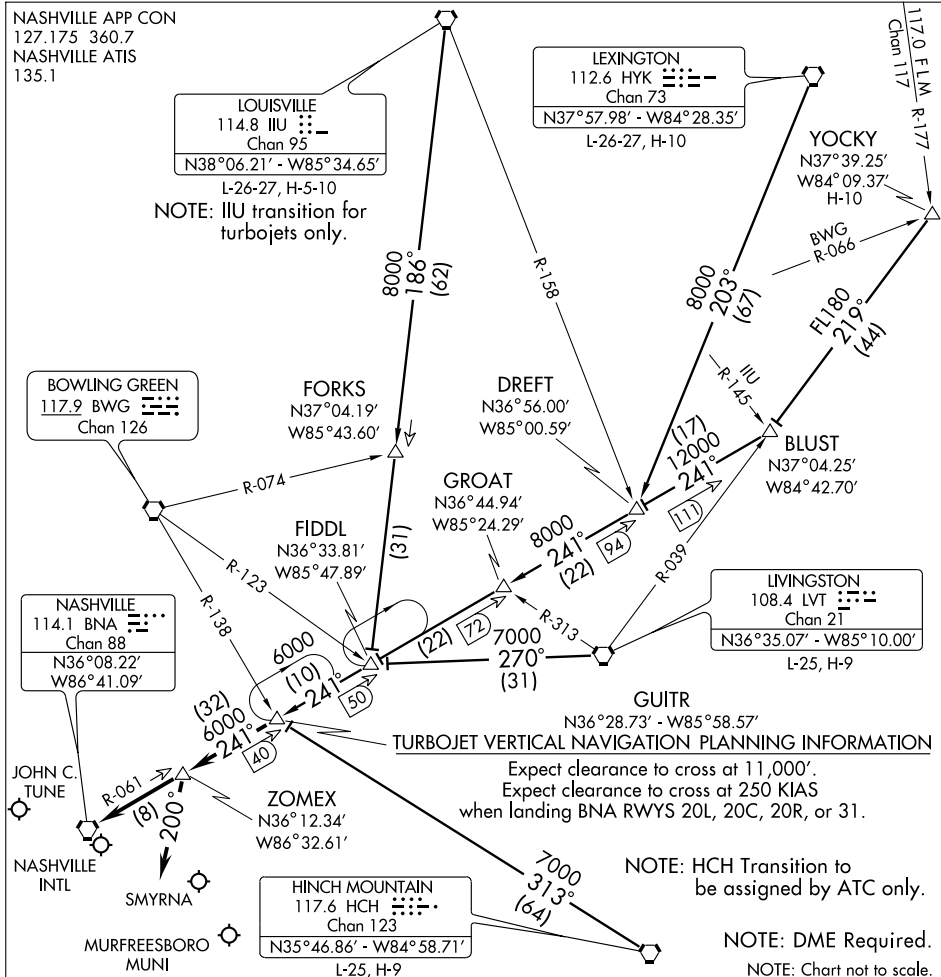 NASHVILLE APP CON
127.175 360.7
NASHVILLE ATIS
135.1
LOUISVILLE
114.8 IIU
Chan 95
N38°06.21' - W85°34.65'
L-26-27, H-5-10
NOTE: IIU transition for
turbojets only.
LEXINGTON
112.6 HYK
Chan 73
N37°57.98' - W84°28.35'
L-26-27, H-10
117.0 FLM
Chan 117
R-177
YOCKY
N37°39.25'
W84°09.37'
H-10
BWG
R-066
8000
186°
(62)
R-158
8000
203°
(67)
FL180
219°
(44)
IIU
R-145
BOWLING GREEN
117.9 BWG
Chan 126
FORKS
N37°04.19'
W85°43.60'
DREFT
N36°56.00'
W85°00.59'
(17)
12000
241°
111
BLUST
N37°04.25'
W84°42.70'
R-074
GROAT
N36°44.94'
W85°24.29'
FIDDL
N36°33.81'
W85°47.89'
(31)
8000
241°
(22)
94
R-039
R-123
R-138
NASHVILLE
114.1 BNA
Chan 88
N36°08.22'
W86°41.09'
LIVINGSTON
108.4 LVT
Chan 21
N36°35.07' - W85°10.00'
L-25, H-9
R-313
(22)
72
7000
270°
(31)
6000
(10)
241°
50
GUITR
N36°28.73' - W85°58.57'
TURBOJET VERTICAL NAVIGATION PLANNING INFORMATION
Expect clearance to cross at 11,000'.
Expect clearance to cross at 250 KIAS
when landing BNA RWYS 20L, 20C, 20R, or 31.
(32)
6000
241°
40
JOHN C.
TUNE
R-061
(8)
200°
ZOMEX
N36°12.34'
W86°32.61'
NASHVILLE
INTL
SMYRNA
MURFREESBORO
MUNI
HINCH MOUNTAIN
117.6 HCH
Chan 123
N35°46.86' - W84°58.71'
L-25, H-9
7000
313°
(64)
NOTE: HCH Transition to
be assigned by ATC only.
NOTE: DME Required.
NOTE: Chart not to scale.